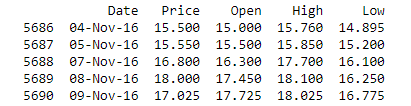 Date Price Open High Low
5686 04-Nov-16 15.500 15.000 15.760 14.895
5687 05-Nov-16 15.550 15.500 15.850 15.200
5688 07-Nov-16 16.800 16.300 17.700 16.100
5689 08-Nov-16 18.000 17.450 18.100 16.250
5690 09-Nov-16 17.025 17.725 18.025 16.775